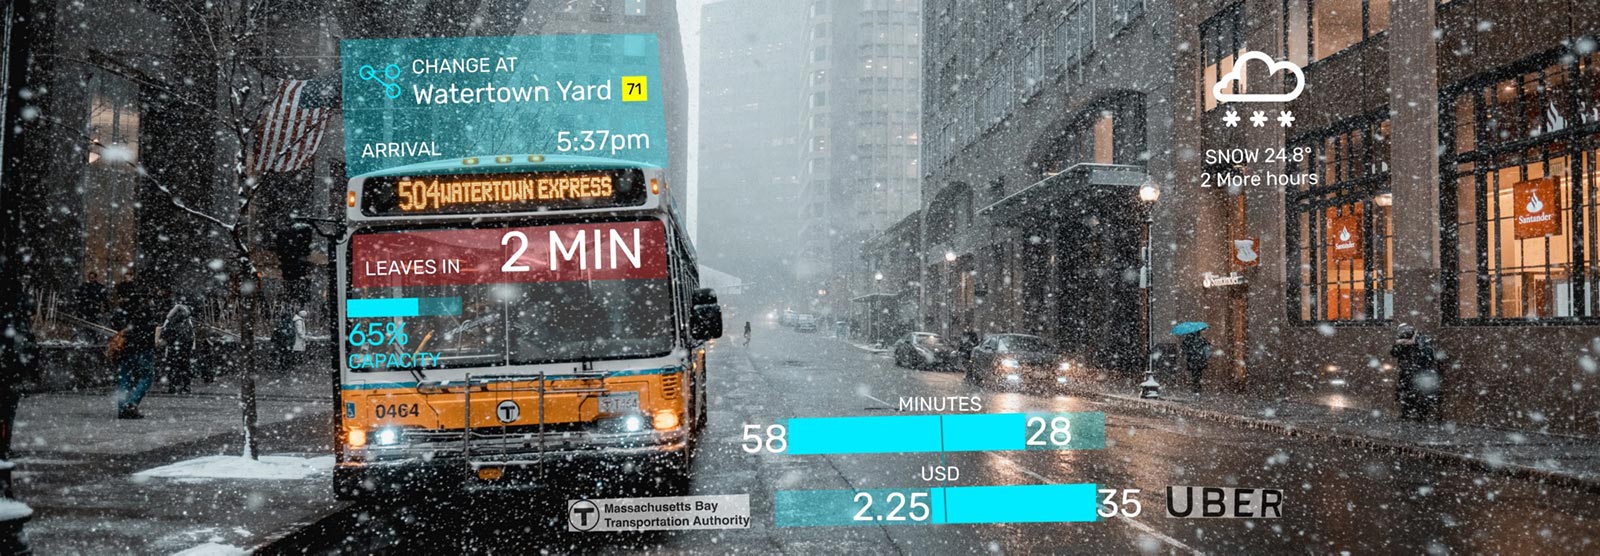 CHANGE AT
Watertown Yard 71
ARRIVAL 5:37pm
504 WATERTOWN EXPRESS
LEAVES IN 2 MIN
65%
CAPACITY
0464
T
SNOW 24.8°
2 More hours
Santander
Santander
Santander
MINUTES
58 28
USD
2.25 35 UBER
T Massachusetts Bay
Transportation Authority